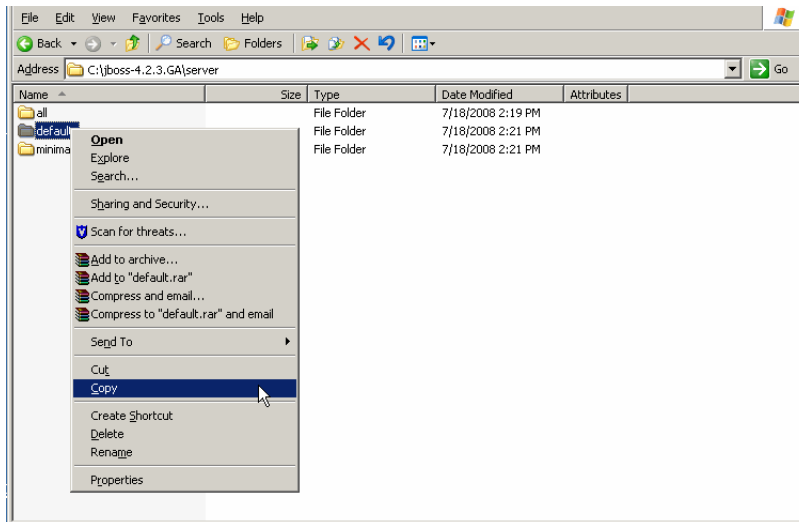 File Edit View Favorites Tools Help
Back Search Folders
Address C:\jboss-4.2.3.GA\server Go
Name Size Type Date Modified Attributes
all File Folder 7/18/2008 2:19 PM
default File Folder 7/18/2008 2:21 PM
minima File Folder 7/18/2008 2:21 PM
Open
Explore
Search...
Sharing and Security...
Scan for threats...
Add to archive...
Add to "default.rar"
Compress and email...
Compress to "default.rar" and email
Send To
Cut
Copy
Create Shortcut
Delete
Rename
Properties